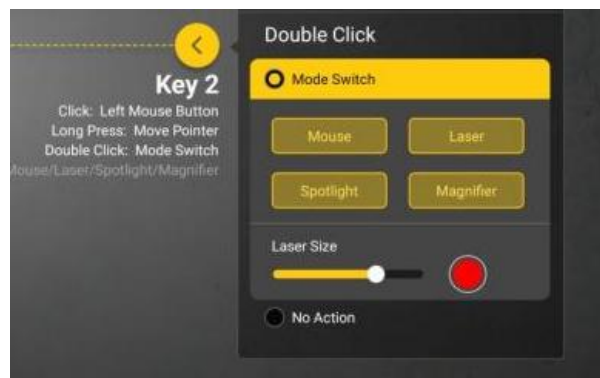 Key 2
Click: Left Mouse Button
Long Press: Move Pointer
Double Click: Mode Switch
Mouse/Laser/Spotlight/Magnifier
Double Click
Mode Switch
Mouse
Laser
Spotlight
Magnifier
Laser Size
No Action